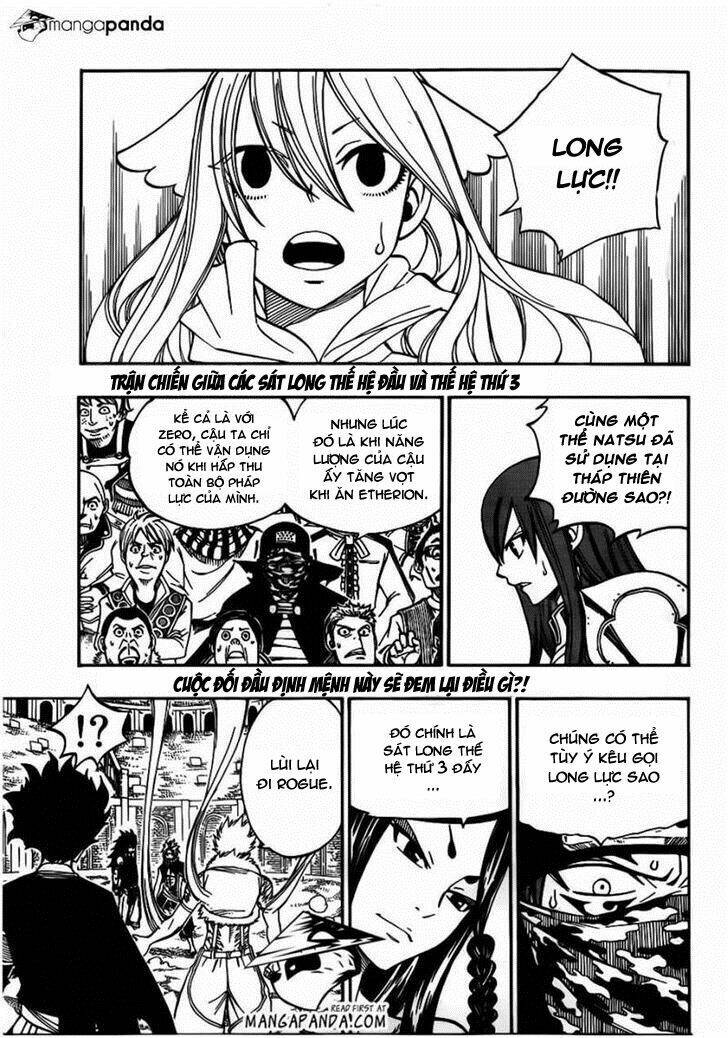 mangapanda
LONG
LỰC!!
TRẬN CHIẾN GIỮA CÁC SÁT LONG THẾ HỆ ĐẦU VÀ THẾ HỆ THỨ 3
CÙNG MỘT
THỂ NATSU ĐÃ
SỬ DỤNG TẠI
THÁP THIÊN
ĐƯỜNG SAO?!
NHƯNG LÚC
ĐÓ LÀ KHI NĂNG
LƯỢNG CỦA CẬU
ẤY TĂNG VỌT
KHI ĂN ETHERION.
KỂ CẢ LÀ VỚI
ZERO, CẬU TA CHỈ
CÓ THỂ VẬN DỤNG
NÓ KHI HẤP THU
TOÀN BỘ PHÁP
LỰC CỦA MÌNH.
CUỘC ĐỐI ĐẦU ĐỊNH MỆNH NÀY SẼ ĐEM LẠI ĐIỀU GÌ?!
CHÚNG CÓ THỂ
TÙY Ý KÊU GỌI
LONG LỰC SAO
...?
ĐÓ CHÍNH LÀ
SÁT LONG THẾ
HỆ THỨ 3 ĐẤY
...
LÙI LẠI
ĐI ROGUE.
!?
READ FIRST AT
MANGAPANDA!.COM